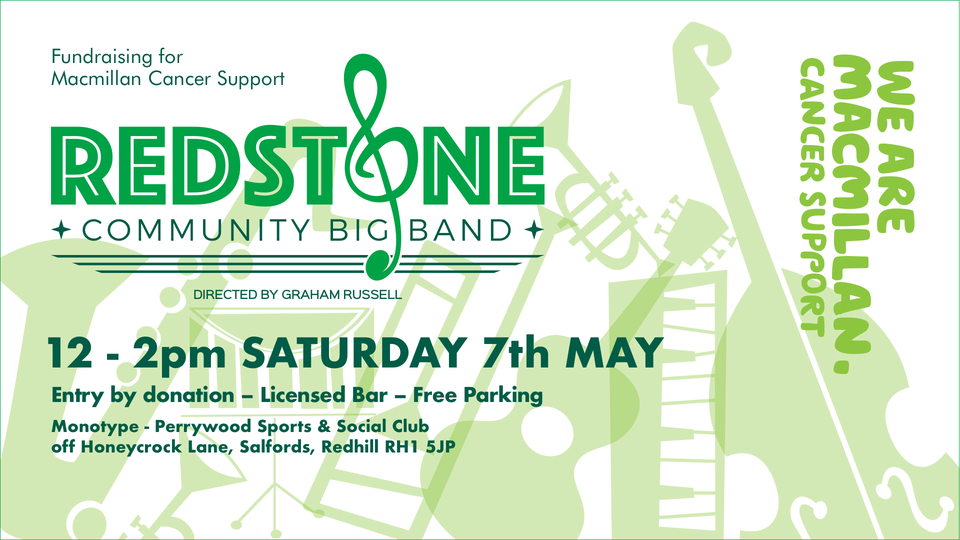 Fundraising for
Macmillan Cancer Support
REDSTONE
COMMUNITY BIG BAND
DIRECTED BY GRAHAM RUSSELL
12 - 2pm SATURDAY 7th MAY
Entry by donation – Licensed Bar – Free Parking
Monotype - Perrywood Sports & Social Club
off Honeycrock Lane, Salfords, Redhill RH1 5JP
WE ARE
MACMILLAN.
CANCER SUPPORT